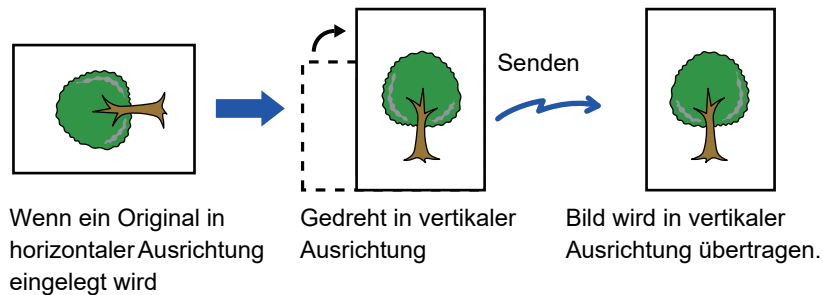 Senden
Wenn ein Original in
horizontaler Ausrichtung
eingelegt wird
Gedreht in vertikaler
Ausrichtung
Bild wird in vertikaler
Ausrichtung übertragen.